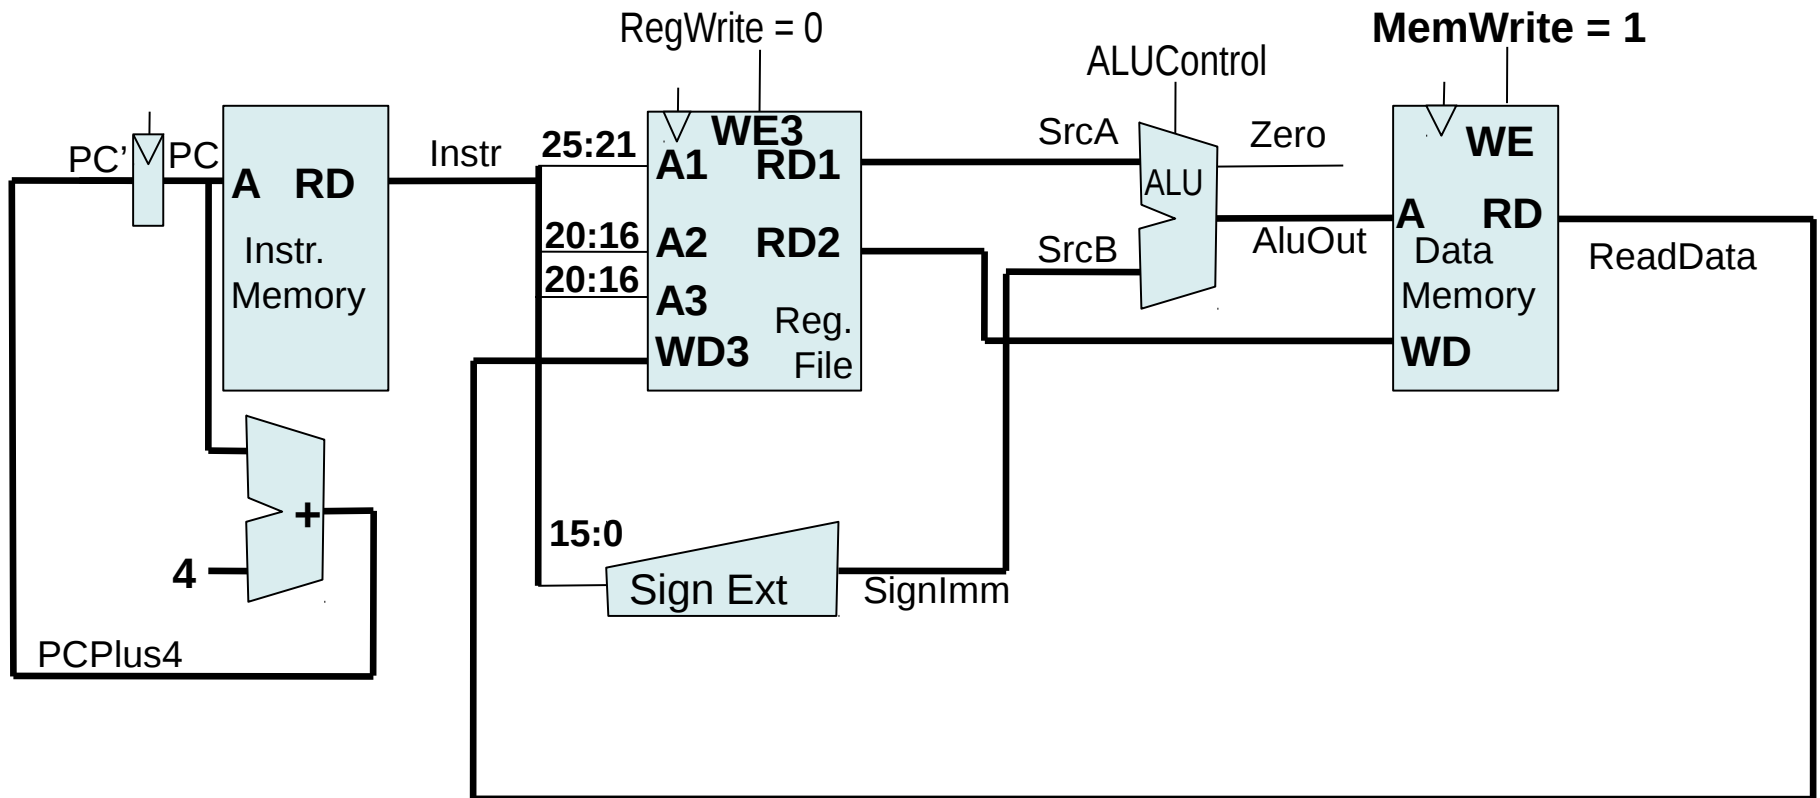 RegWrite = 0
MemWrite = 1
ALUControl
PC’
PC
A RD
Instr.
Memory
Instr
25:21
20:16
20:16
WE3
A1 RD1
A2 RD2
A3
Reg.
WD3
File
SrcA
SrcB
ALU
Zero
AluOut
WE
A RD
Data
Memory
WD
ReadData
+
4
PCPlus4
15:0
Sign Ext
SignImm